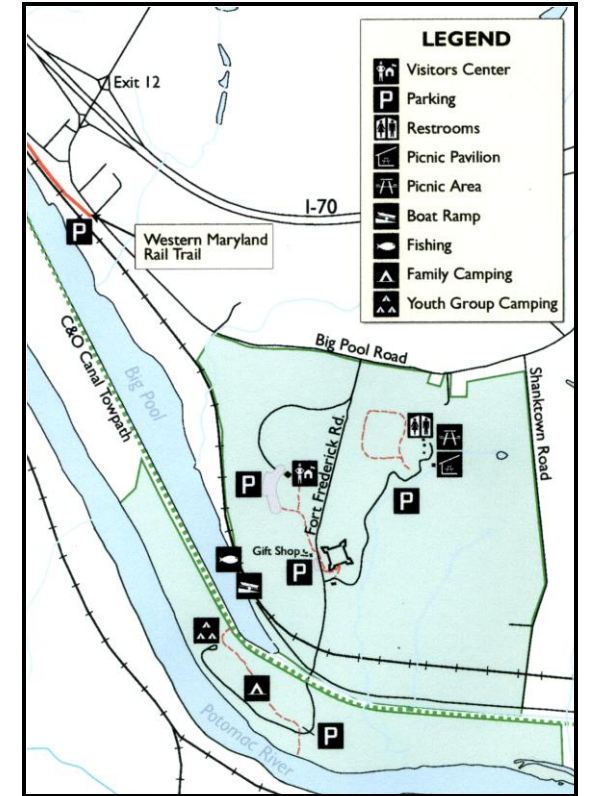 LEGEND
Visitors Center
P
Parking
Restrooms
Picnic Pavilion
Picnic Area
Boat Ramp
Fishing
Family Camping
Youth Group Camping
Exit 12
I-70
P
Western Maryland
Rail Trail
Big Pool Road
C&O Canal Towpath
Big Pool
Shanktown Road
Fort Frederick Rd.
P
P
Gift Shop
P
Potomac River
P